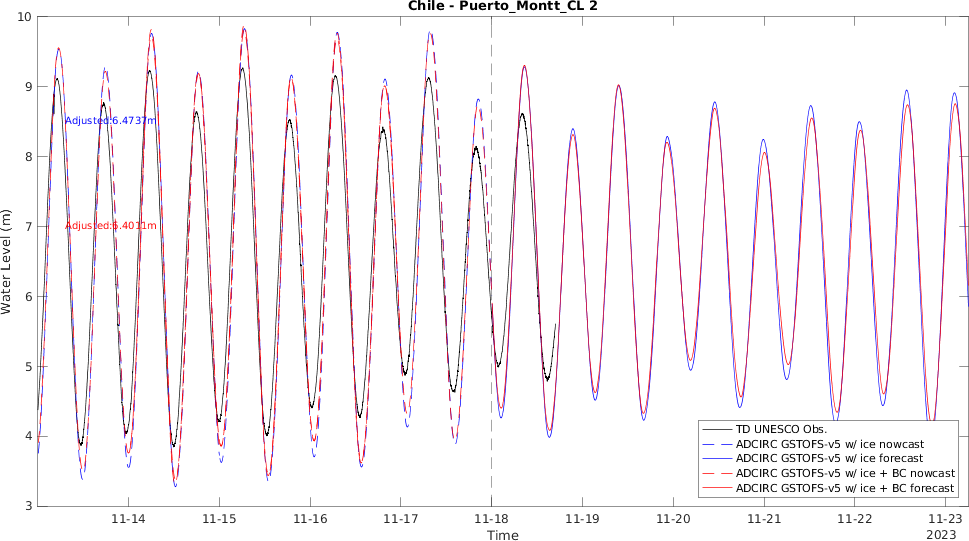 Chile - Puerto_Montt_CL 2
Water Level (m)
10
9
8
7
6
5
4
3
Adjusted:6.4737m
Adjusted:6.4011m
TD UNESCO Obs.
ADCIRC GSTOFS-v5 w/ ice nowcast
ADCIRC GSTOFS-v5 w/ ice forecast
ADCIRC GSTOFS-v5 w/ ice + BC nowcast
ADCIRC GSTOFS-v5 w/ ice + BC forecast
11-14 11-15 11-16 11-17 11-18 11-19 11-20 11-21 11-22 11-23
2023
Time